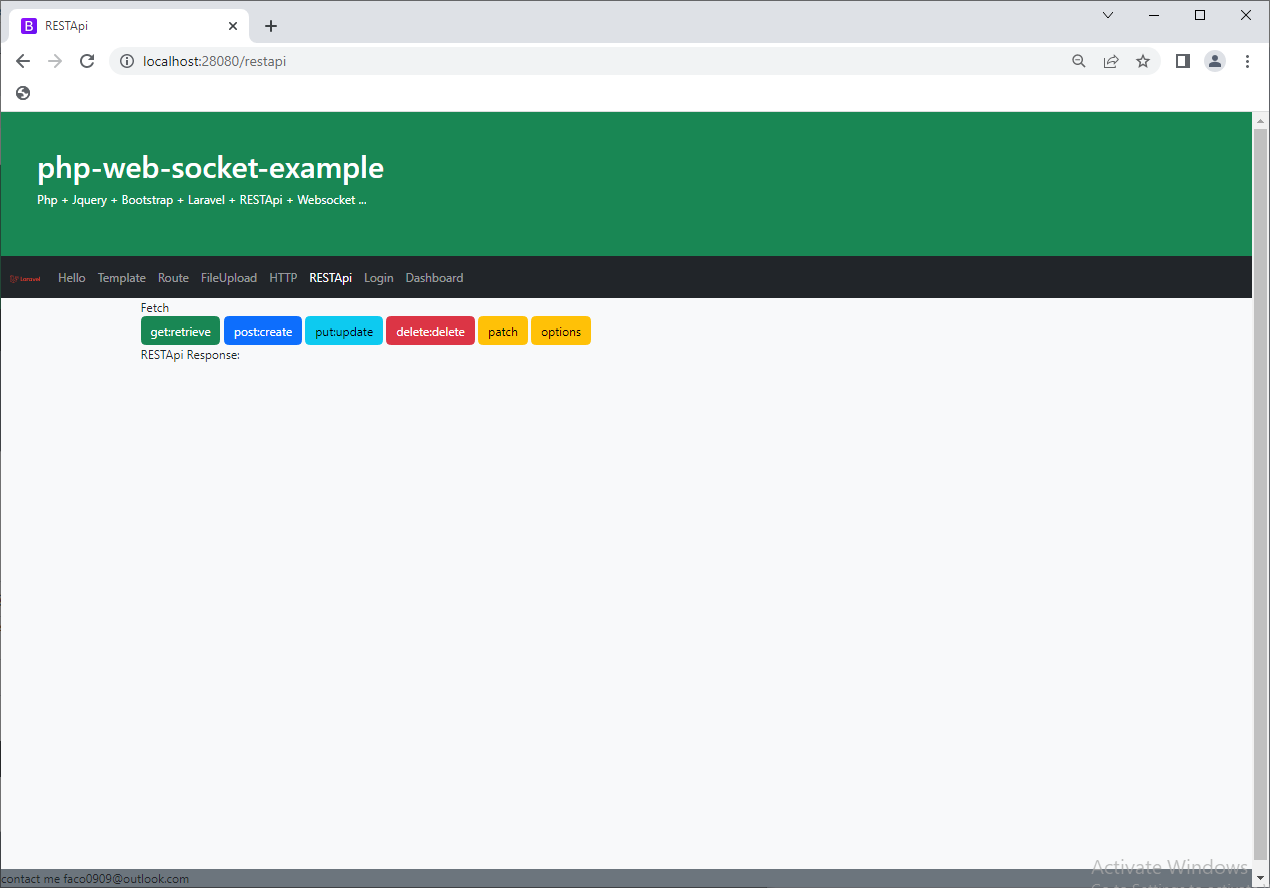 RESTApi
localhost:28080/restapi
php-web-socket-example
Php + Jquery + Bootstrap + Laravel + RESTApi + Websocket ...
Laravel Hello Template Route FileUpload HTTP RESTApi Login Dashboard
Fetch
get:retrieve post:create put:update delete:delete patch options
RESTApi Response:
Activate Windows
contact me faco0909@outlook.com